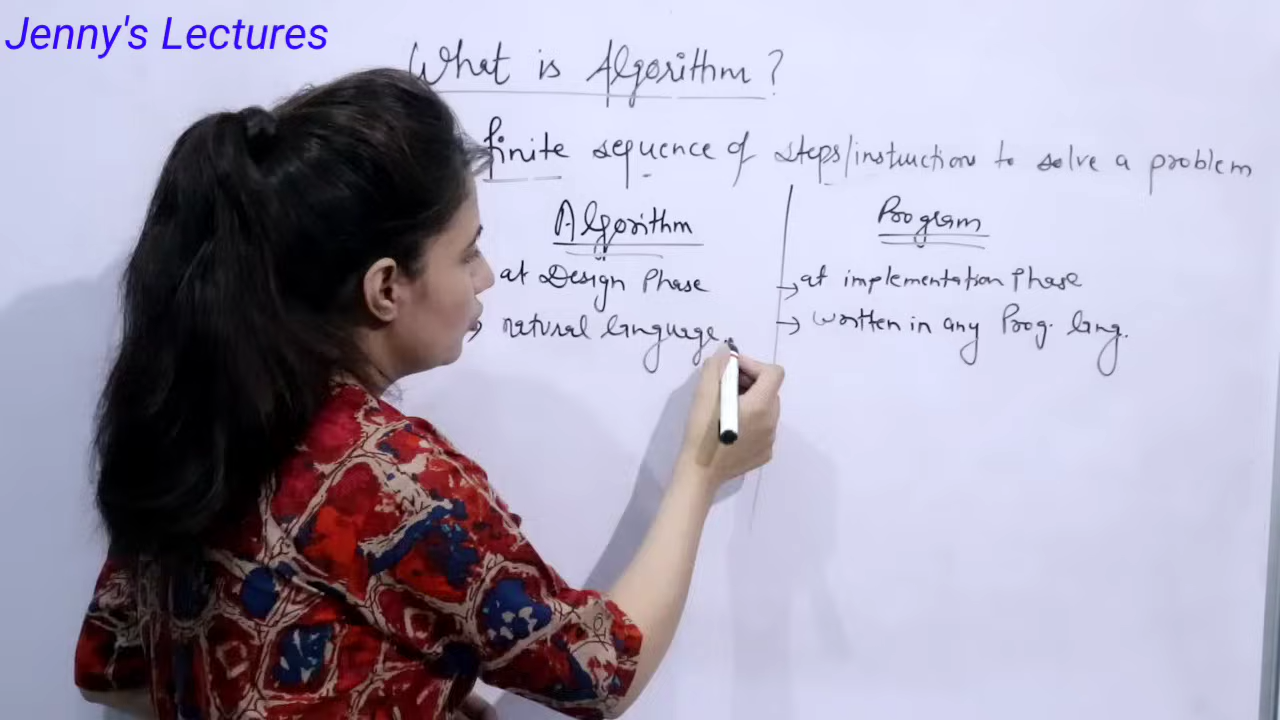 Jenny's Lectures
What is Algorithm?
finite sequence of steps/instructions to solve a problem
Algorithm
Program
at Design Phase
→ at implementation Phase
natural language
→ written in any Prog. lang.